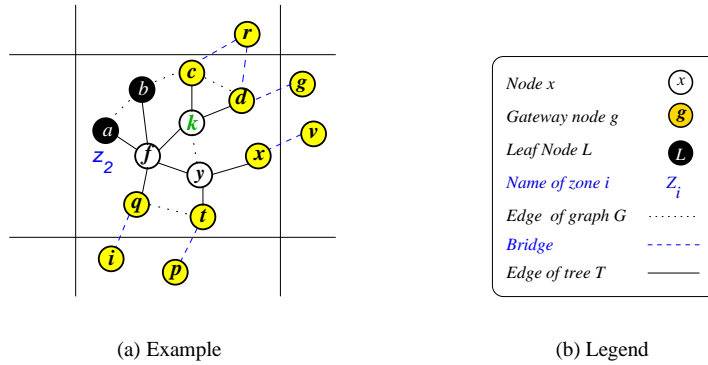 r
c
b
d
g
k
a
v
f
x
z2
y
q
t
i
p
Node x
x
Gateway node g
g
Leaf Node L
L
Name of zone i
Zi
Edge of graph G
Bridge
Edge of tree T
(a) Example
(b) Legend